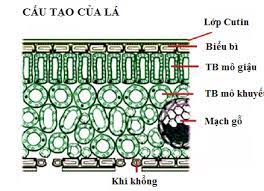 CẤU TẠO CỦA LÁ
Lớp Cutin
Biểu bì
TB mô giậu
TB mô khuyết
Mạch gỗ
Khí khổng